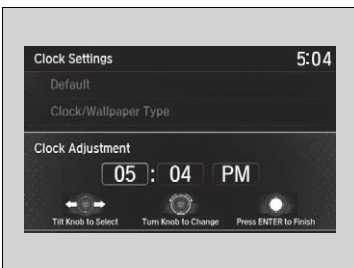 Clock Settings 5:04
Default
Clock/Wallpaper Type
Clock Adjustment
05 : 04 PM
Tilt Knob to Select Turn Knob to Change Press ENTER to Finish